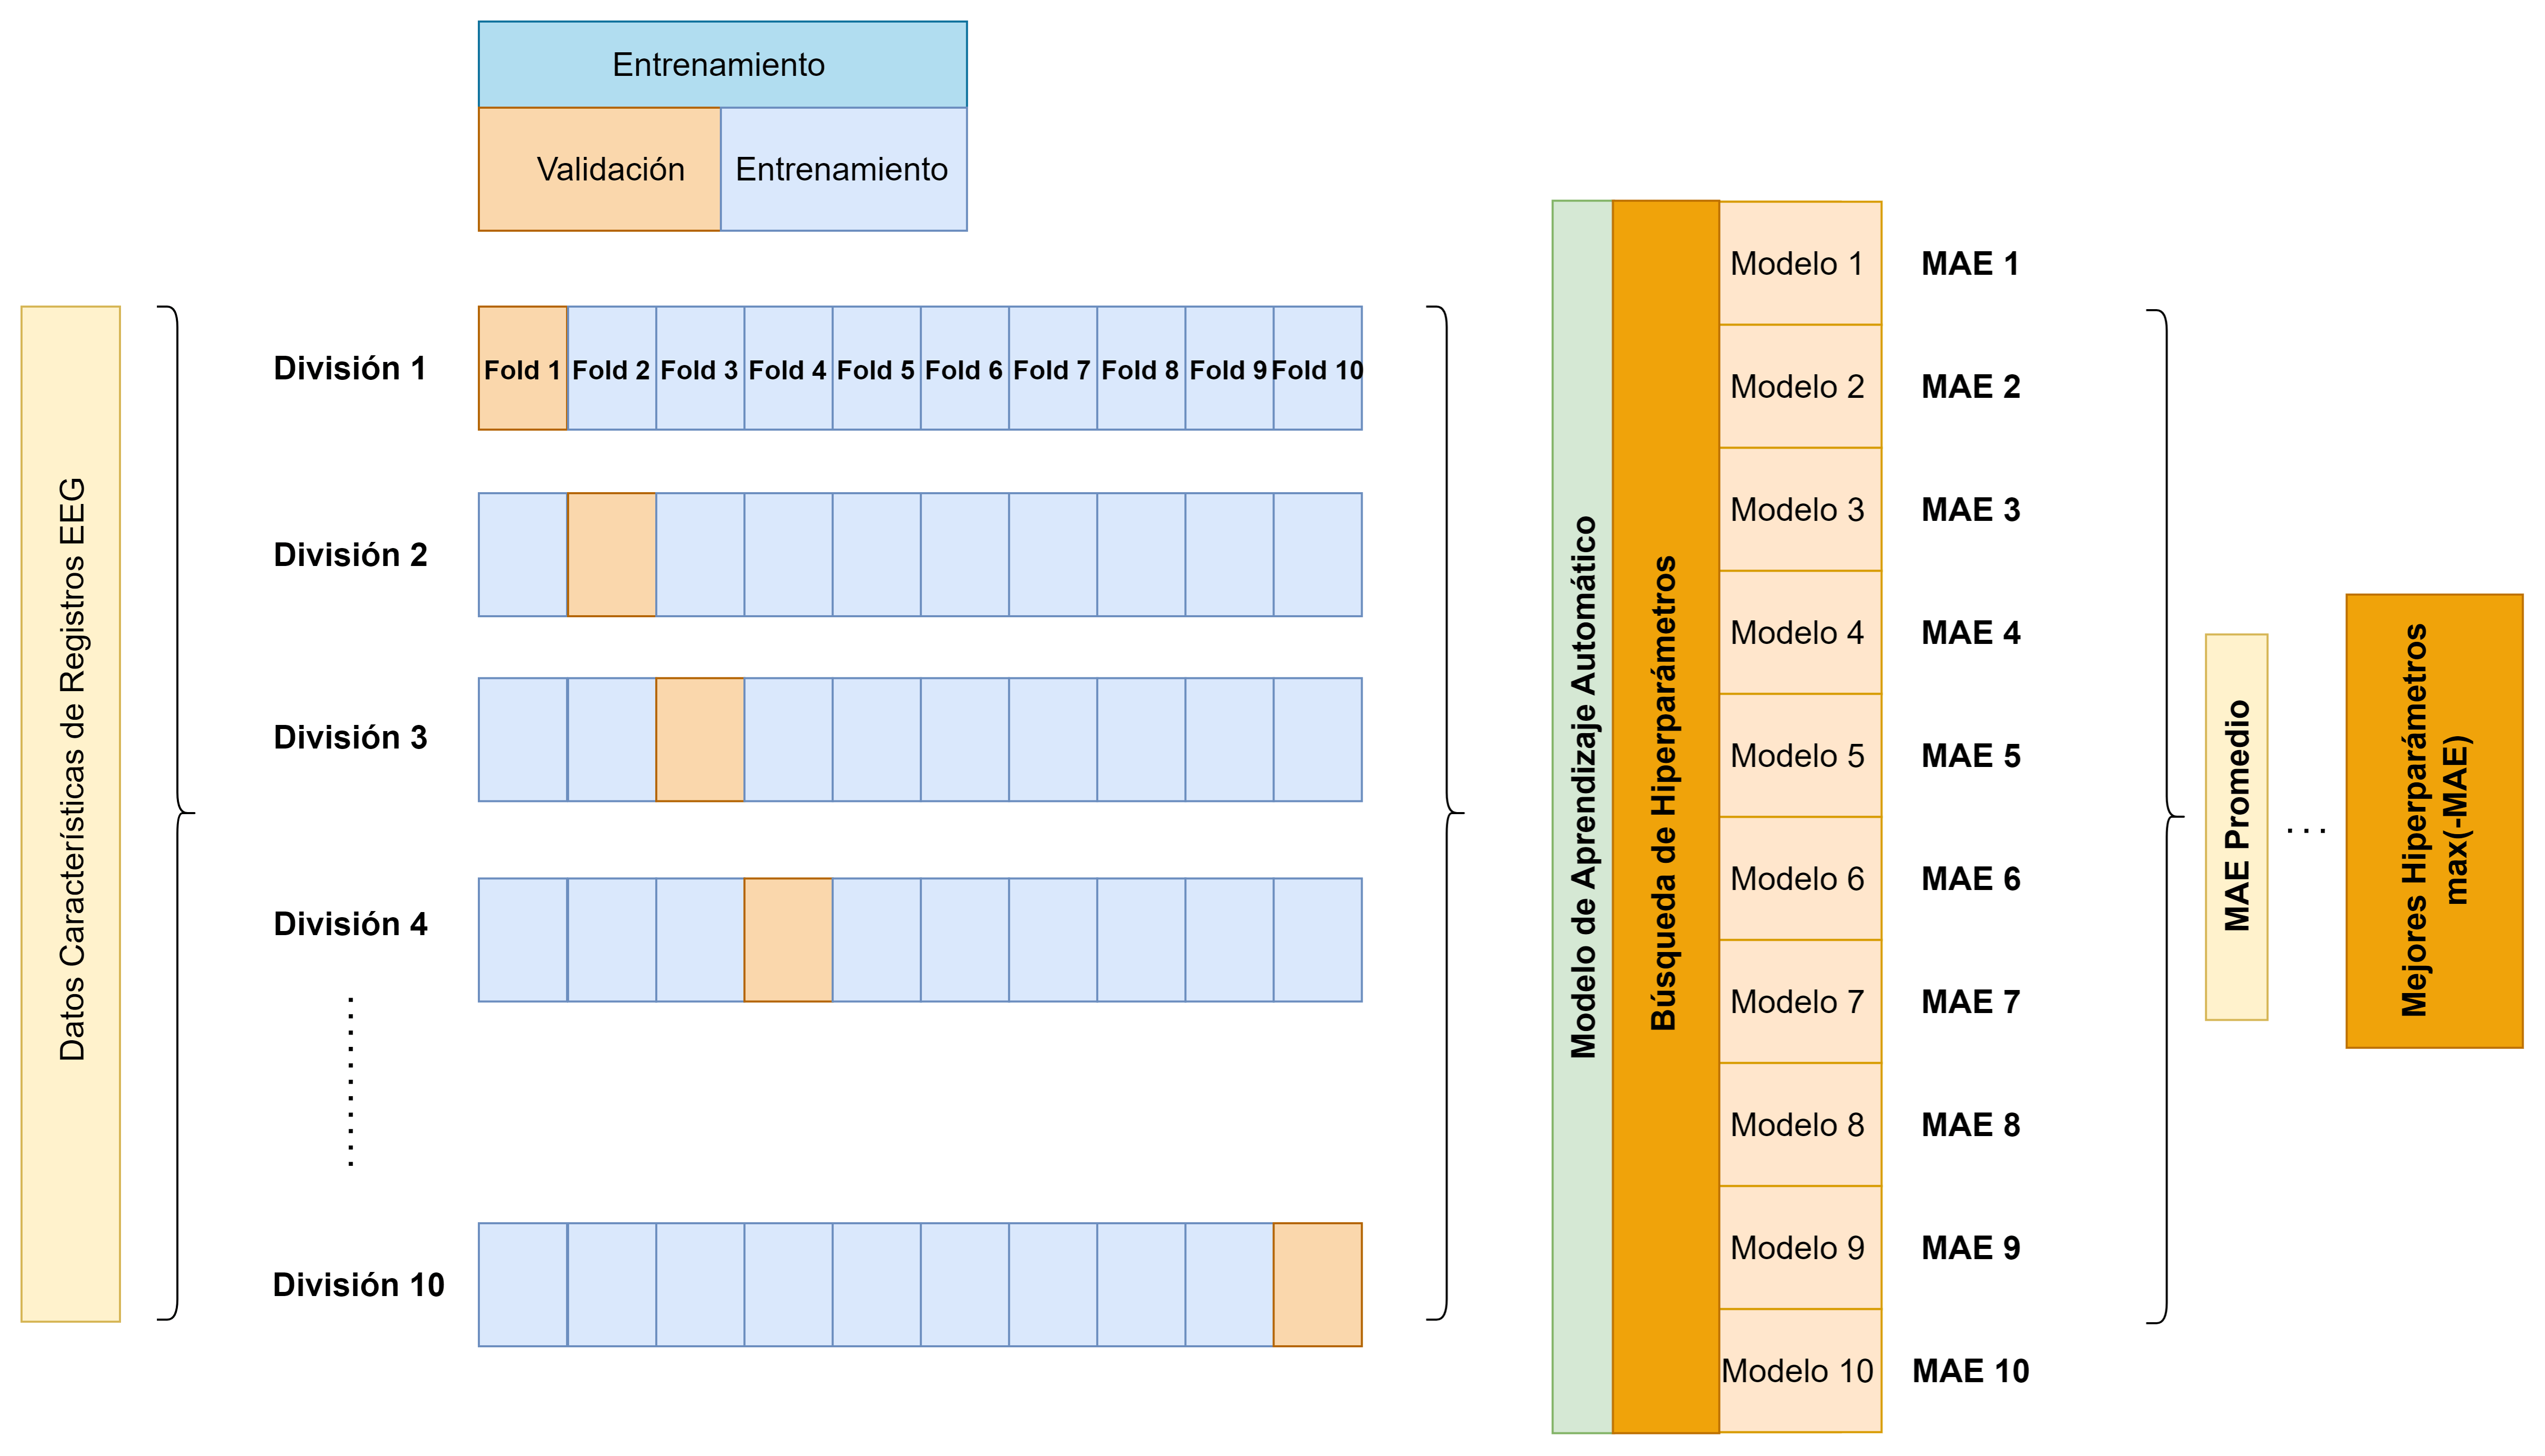 Entrenamiento
Validación
Entrenamiento
Datos Características de Registros EEG
División 1
Fold 1
Fold 2
Fold 3
Fold 4
Fold 5
Fold 6
Fold 7
Fold 8
Fold 9
Fold 10
División 2
División 3
División 4
..........
División 10
Modelo de Aprendizaje Automático
Búsqueda de Hiperparámetros
Modelo 1
MAE 1
Modelo 2
MAE 2
Modelo 3
MAE 3
Modelo 4
MAE 4
Modelo 5
MAE 5
Modelo 6
MAE 6
Modelo 7
MAE 7
Modelo 8
MAE 8
Modelo 9
MAE 9
Modelo 10
MAE 10
MAE Promedio
...
Mejores Hiperparámetros
max(-MAE)